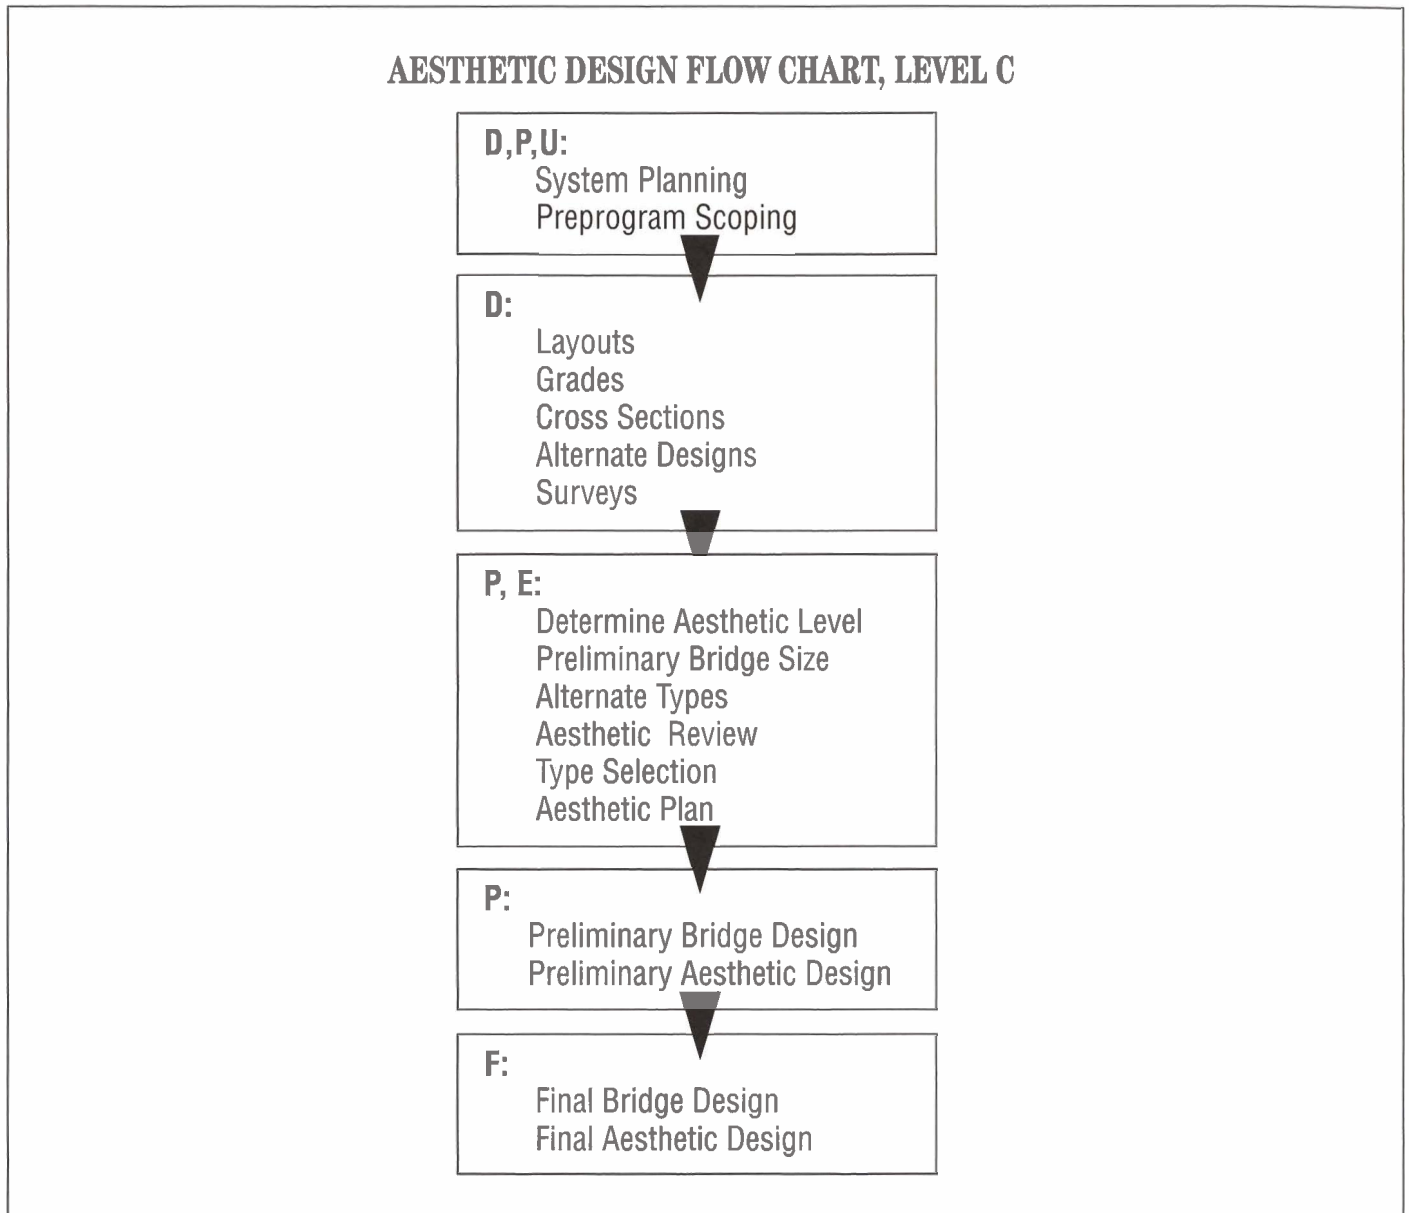 AESTHETIC DESIGN FLOW CHART, LEVEL C
D,P,U:
System Planning
Preprogram Scoping
D:
Layouts
Grades
Cross Sections
Alternate Designs
Surveys
P, E:
Determine Aesthetic Level
Preliminary Bridge Size
Alternate Types
Aesthetic Review
Type Selection
Aesthetic Plan
P:
Preliminary Bridge Design
Preliminary Aesthetic Design
F:
Final Bridge Design
Final Aesthetic Design